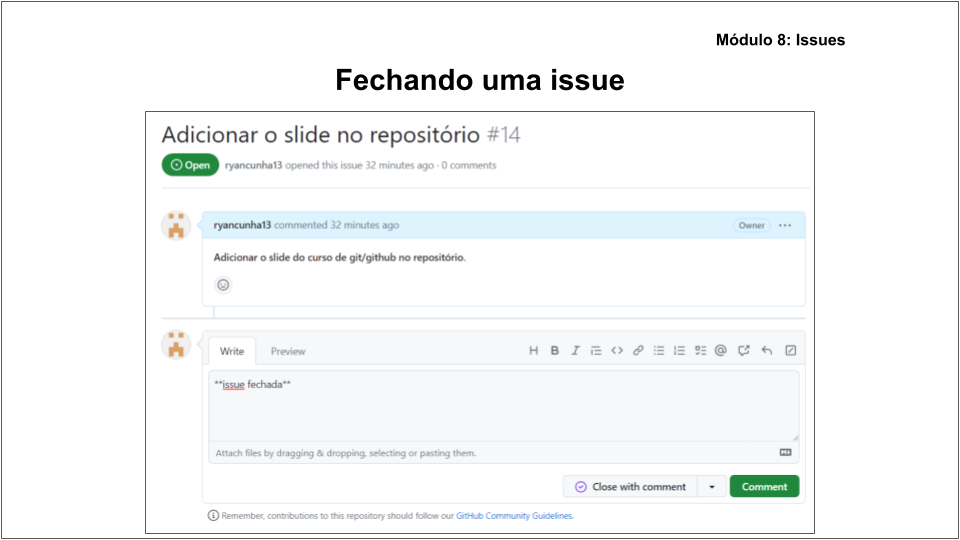 Módulo 8: Issues
Fechando uma issue
Adicionar o slide no repositório #14
Open ryancunha13 opened this issue 32 minutes ago · 0 comments
ryancunha13 commented 32 minutes ago Owner ...
Adicionar o slide do curso de git/github no repositório.
Write Preview H B I <> @
**issue fechada**
Attach files by dragging & dropping, selecting or pasting them.
Close with comment Comment
Remember, contributions to this repository should follow our GitHub Community Guidelines.